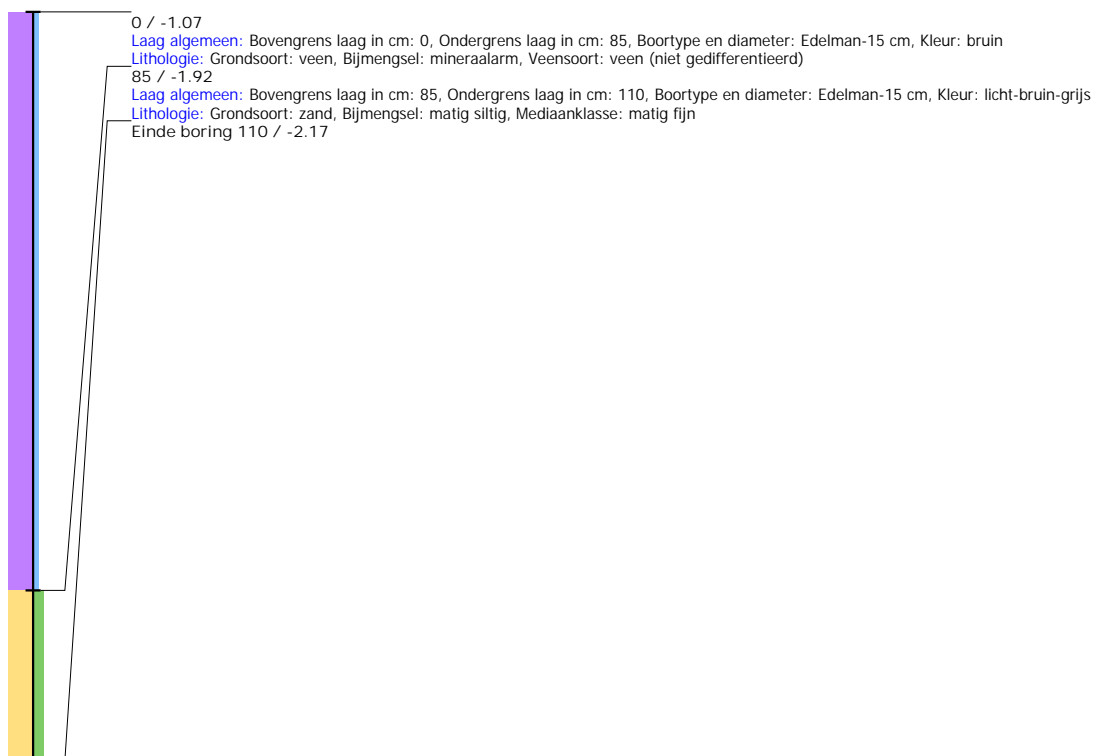 0 / -1.07
Laag algemeen: Bovengrens laag in cm: 0, Ondergrens laag in cm: 85, Boortype en diameter: Edelman-15 cm, Kleur: bruin
Lithologie: Grondsoort: veen, Bijmengsel: mineraalarm, Veensoort: veen (niet gedifferentieerd)
85 / -1.92
Laag algemeen: Bovengrens laag in cm: 85, Ondergrens laag in cm: 110, Boortype en diameter: Edelman-15 cm, Kleur: licht-bruin-grijs
Lithologie: Grondsoort: zand, Bijmengsel: matig siltig, Mediaanklasse: matig fijn
Einde boring 110 / -2.17